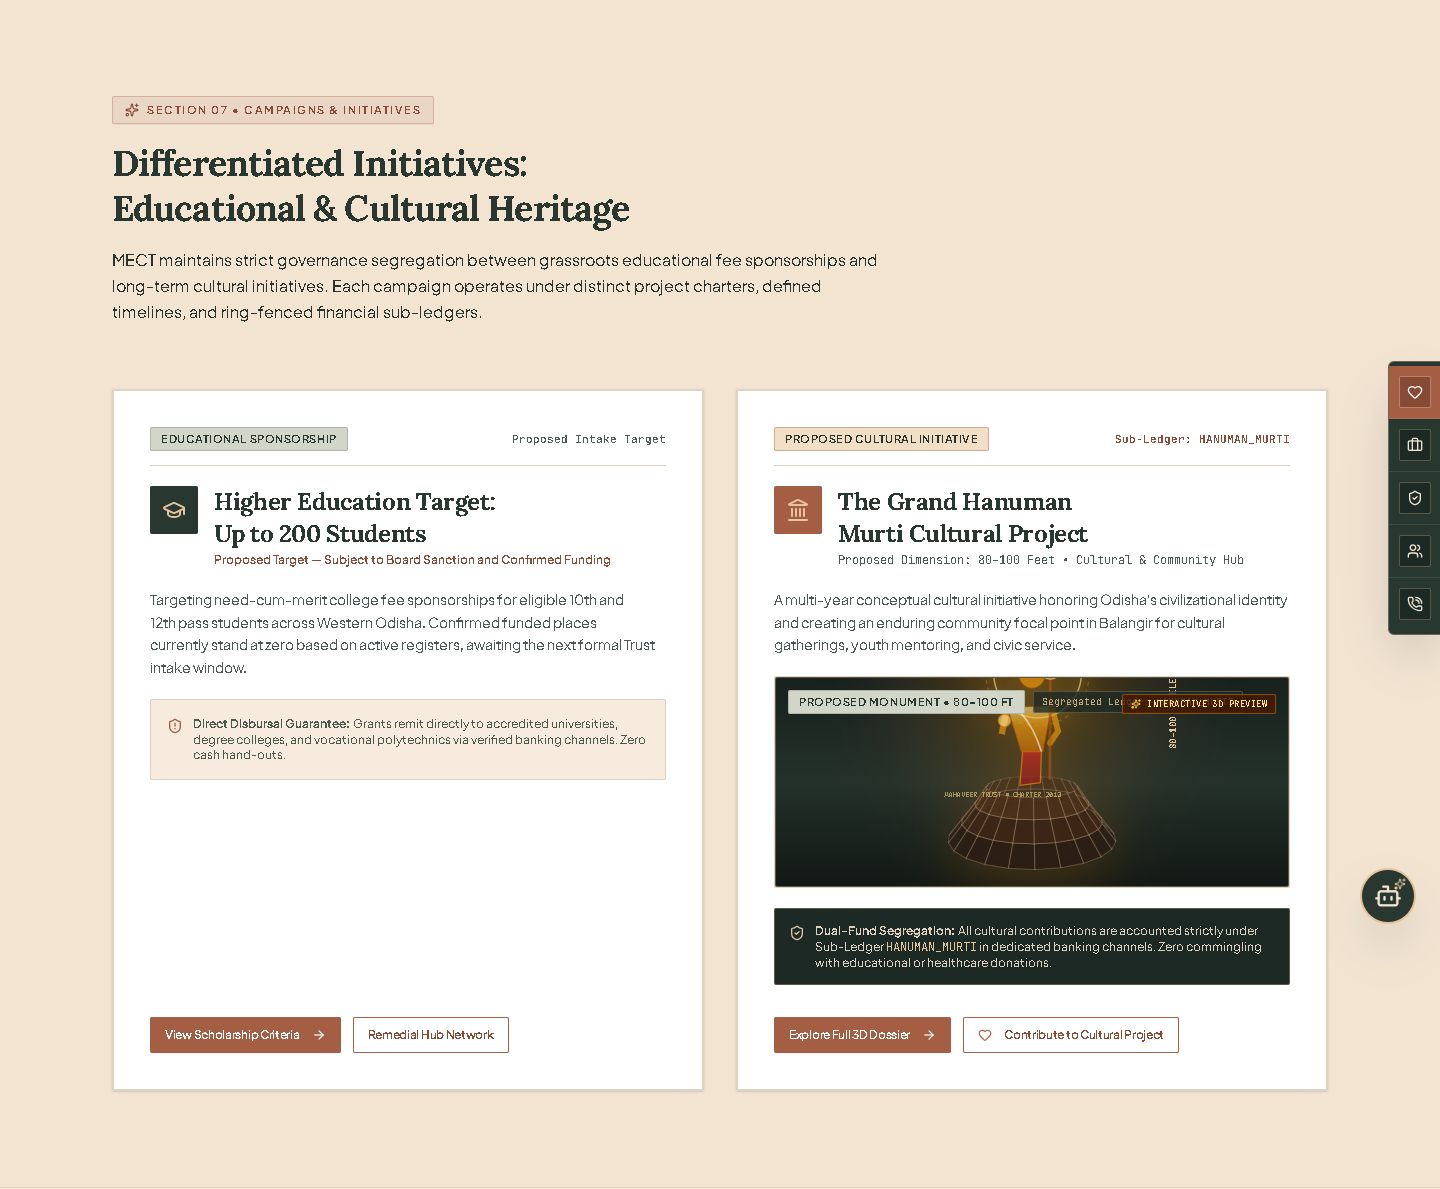 SECTION 07 • CAMPAIGNS & INITIATIVES
Differentiated Initiatives:
Educational & Cultural Heritage
MECT maintains strict governance segregation between grassroots educational fee sponsorships and
long-term cultural initiatives. Each campaign operates under distinct project charters, defined
timelines, and ring-fenced financial sub-ledgers.
EDUCATIONAL SPONSORSHIP
Proposed Intake Target
Higher Education Target:
Up to 200 Students
Proposed Target — Subject to Board Sanction and Confirmed Funding
Targeting need-cum-merit college fee sponsorships for eligible 10th and
12th pass students across Western Odisha. Confirmed funded places
currently stand at zero based on active registers, awaiting the next formal Trust
intake window.
Direct Disbursal Guarantee: Grants remit directly to accredited universities,
degree colleges, and vocational polytechnics via verified banking channels. Zero
cash hand-outs.
View Scholarship Criteria
Remedial Hub Network
PROPOSED CULTURAL INITIATIVE
Sub-Ledger: HANUMAN_MURTI
The Grand Hanuman
Murti Cultural Project
Proposed Dimension: 80–100 Feet • Cultural & Community Hub
A multi-year conceptual cultural initiative honoring Odisha's civilizational identity
and creating an enduring community focal point in Balangir for cultural
gatherings, youth mentoring, and civic service.
PROPOSED MONUMENT • 80–100 FT
Segregated
INTERACTIVE 3D PREVIEW
80–100
MAHAVEER TRUST • CHARTER 2013
Dual-Fund Segregation: All cultural contributions are accounted strictly under
Sub-Ledger HANUMAN_MURTI in dedicated banking channels. Zero commingling
with educational or healthcare donations.
Explore Full 3D Dossier
Contribute to Cultural Project